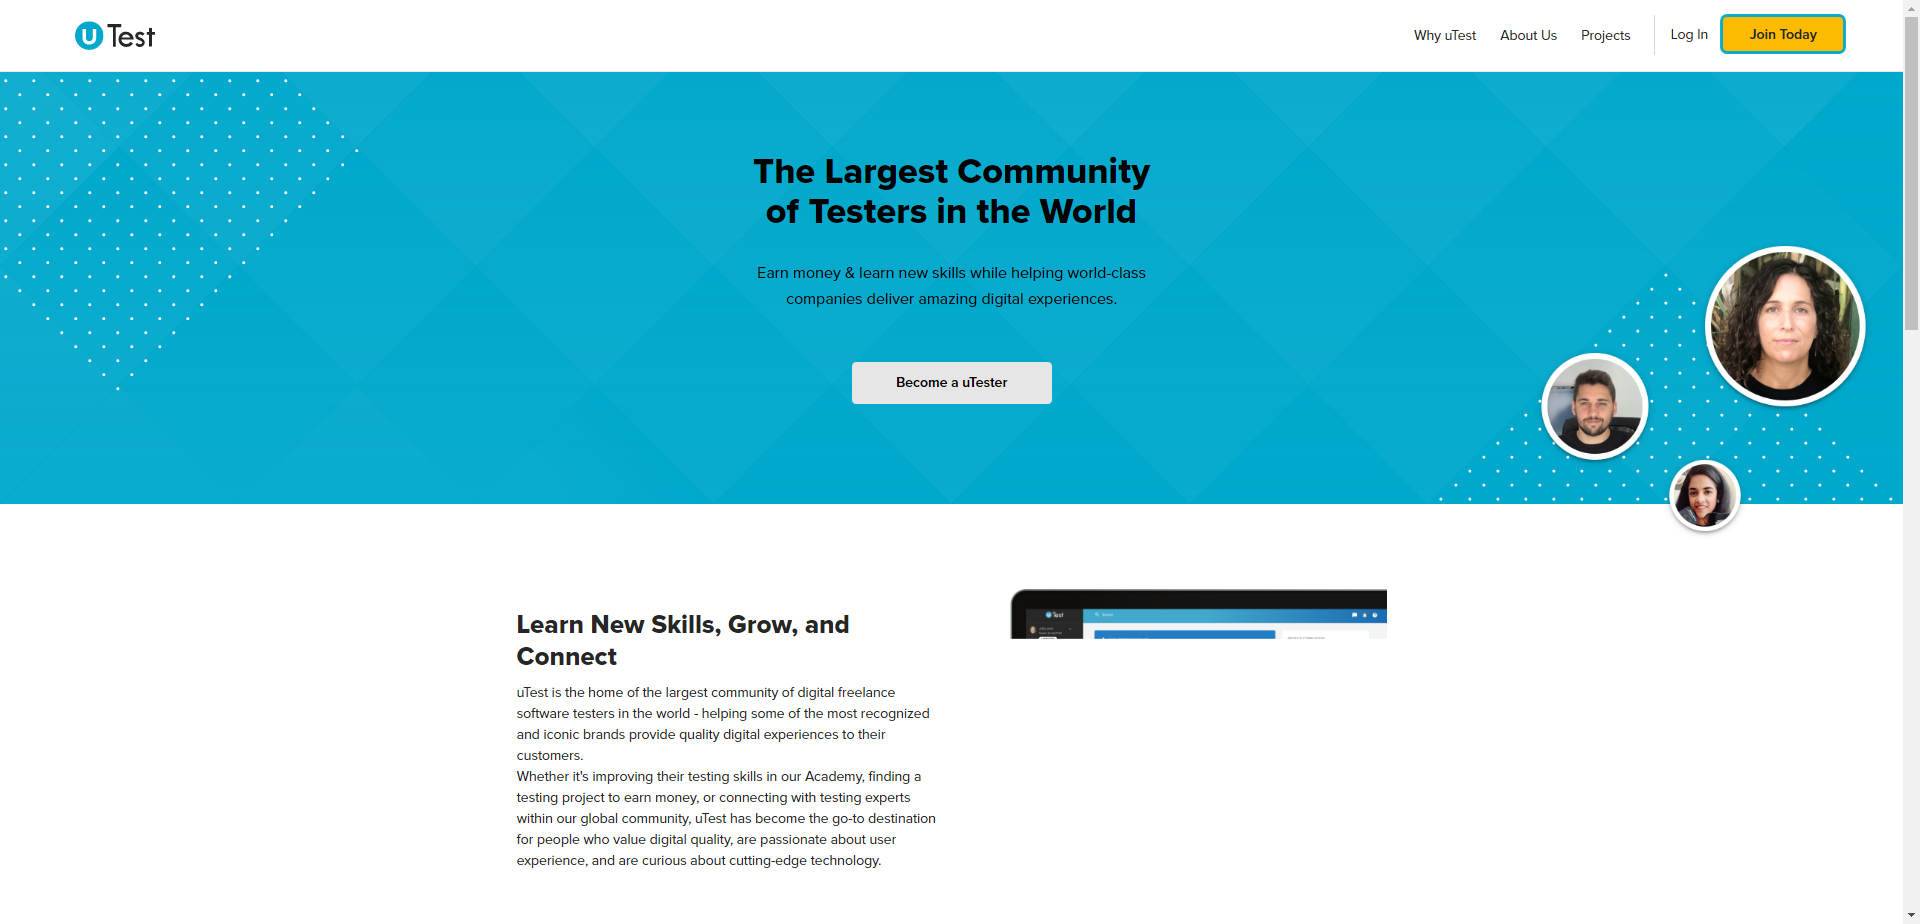 uTest
Why uTest
About Us
Projects
Log In
Join Today
The Largest Community
of Testers in the World
Earn money & learn new skills while helping world-class
companies deliver amazing digital experiences.
Become a uTester
Learn New Skills, Grow, and
Connect
uTest is the home of the largest community of digital freelance
software testers in the world - helping some of the most recognized
and iconic brands provide quality digital experiences to their
customers.
Whether it's improving their testing skills in our Academy, finding a
testing project to earn money, or connecting with testing experts
within our global community, uTest has become the go-to destination
for people who value digital quality, are passionate about user
experience, and are curious about cutting-edge technology.
uTest